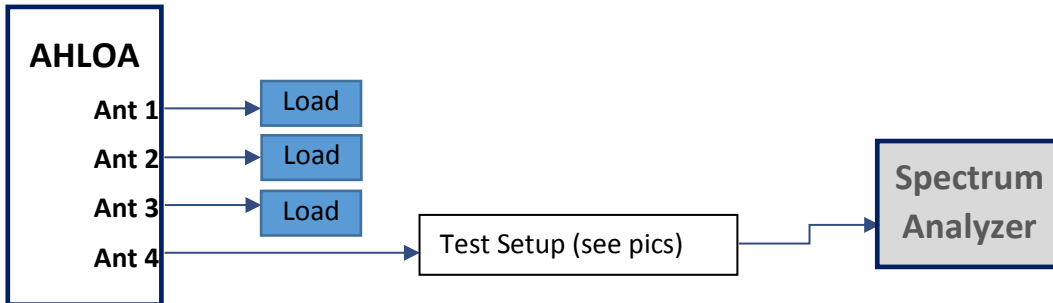 AHLOA
Ant 1
Load
Ant 2
Load
Ant 3
Load
Ant 4
Test Setup (see pics)
Spectrum
Analyzer